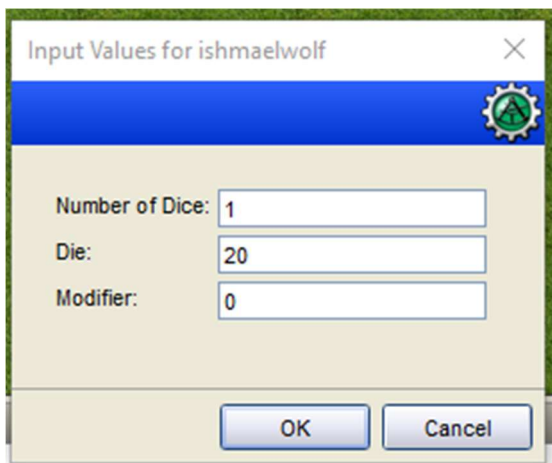 Input Values for ishmaelwolf
Number of Dice: 1
Die: 20
Modifier: 0
OK Cancel